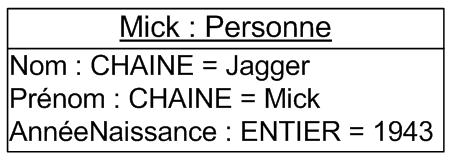 Mick : Personne
Nom : CHAINE = Jagger
Prénom : CHAINE = Mick
AnnéeNaissance : ENTIER = 1943